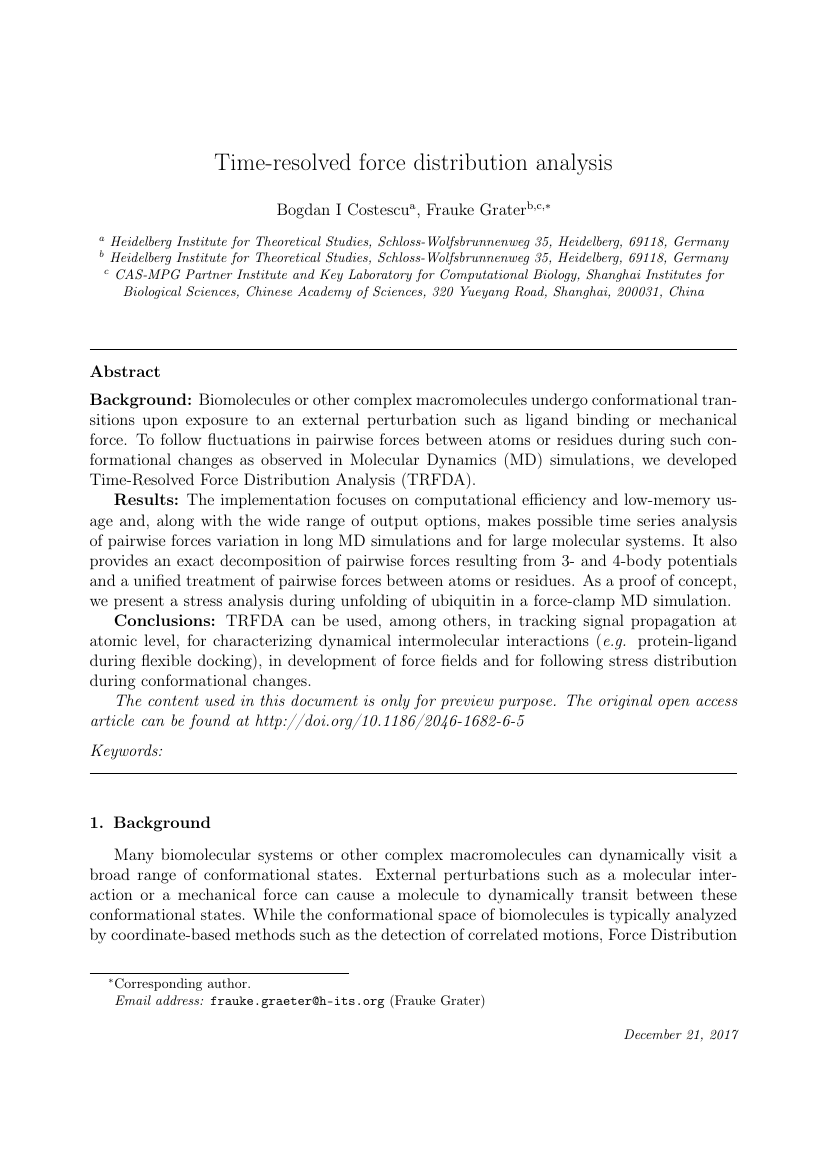 Time-resolved force distribution analysis
Bogdan I Costescuᵃ, Frauke Graterᵇ,ᶜ,*
ᵃ Heidelberg Institute for Theoretical Studies, Schloss-Wolfsbrunnenweg 35, Heidelberg, 69118, Germany
ᵇ Heidelberg Institute for Theoretical Studies, Schloss-Wolfsbrunnenweg 35, Heidelberg, 69118, Germany
ᶜ CAS-MPG Partner Institute and Key Laboratory for Computational Biology, Shanghai Institutes for
Biological Sciences, Chinese Academy of Sciences, 320 Yueyang Road, Shanghai, 200031, China
Abstract
Background: Biomolecules or other complex macromolecules undergo conformational tran-
sitions upon exposure to an external perturbation such as ligand binding or mechanical
force. To follow fluctuations in pairwise forces between atoms or residues during such con-
formational changes as observed in Molecular Dynamics (MD) simulations, we developed
Time-Resolved Force Distribution Analysis (TRFDA).
Results: The implementation focuses on computational efficiency and low-memory us-
age and, along with the wide range of output options, makes possible time series analysis
of pairwise forces variation in long MD simulations and for large molecular systems. It also
provides an exact decomposition of pairwise forces resulting from 3- and 4-body potentials
and a unified treatment of pairwise forces between atoms or residues. As a proof of concept,
we present a stress analysis during unfolding of ubiquitin in a force-clamp MD simulation.
Conclusions: TRFDA can be used, among others, in tracking signal propagation at
atomic level, for characterizing dynamical intermolecular interactions (e.g. protein-ligand
during flexible docking), in development of force fields and for following stress distribution
during conformational changes.
The content used in this document is only for preview purpose. The original open access
article can be found at http://doi.org/10.1186/2046-1682-6-5
Keywords:
1. Background
Many biomolecular systems or other complex macromolecules can dynamically visit a
broad range of conformational states. External perturbations such as a molecular inter-
action or a mechanical force can cause a molecule to dynamically transit between these
conformational states. While the conformational space of biomolecules is typically analyzed
by coordinate-based methods such as the detection of correlated motions, Force Distribution
*Corresponding author.
Email address: frauke.graeter@h-its.org (Frauke Grater)
December 21, 2017